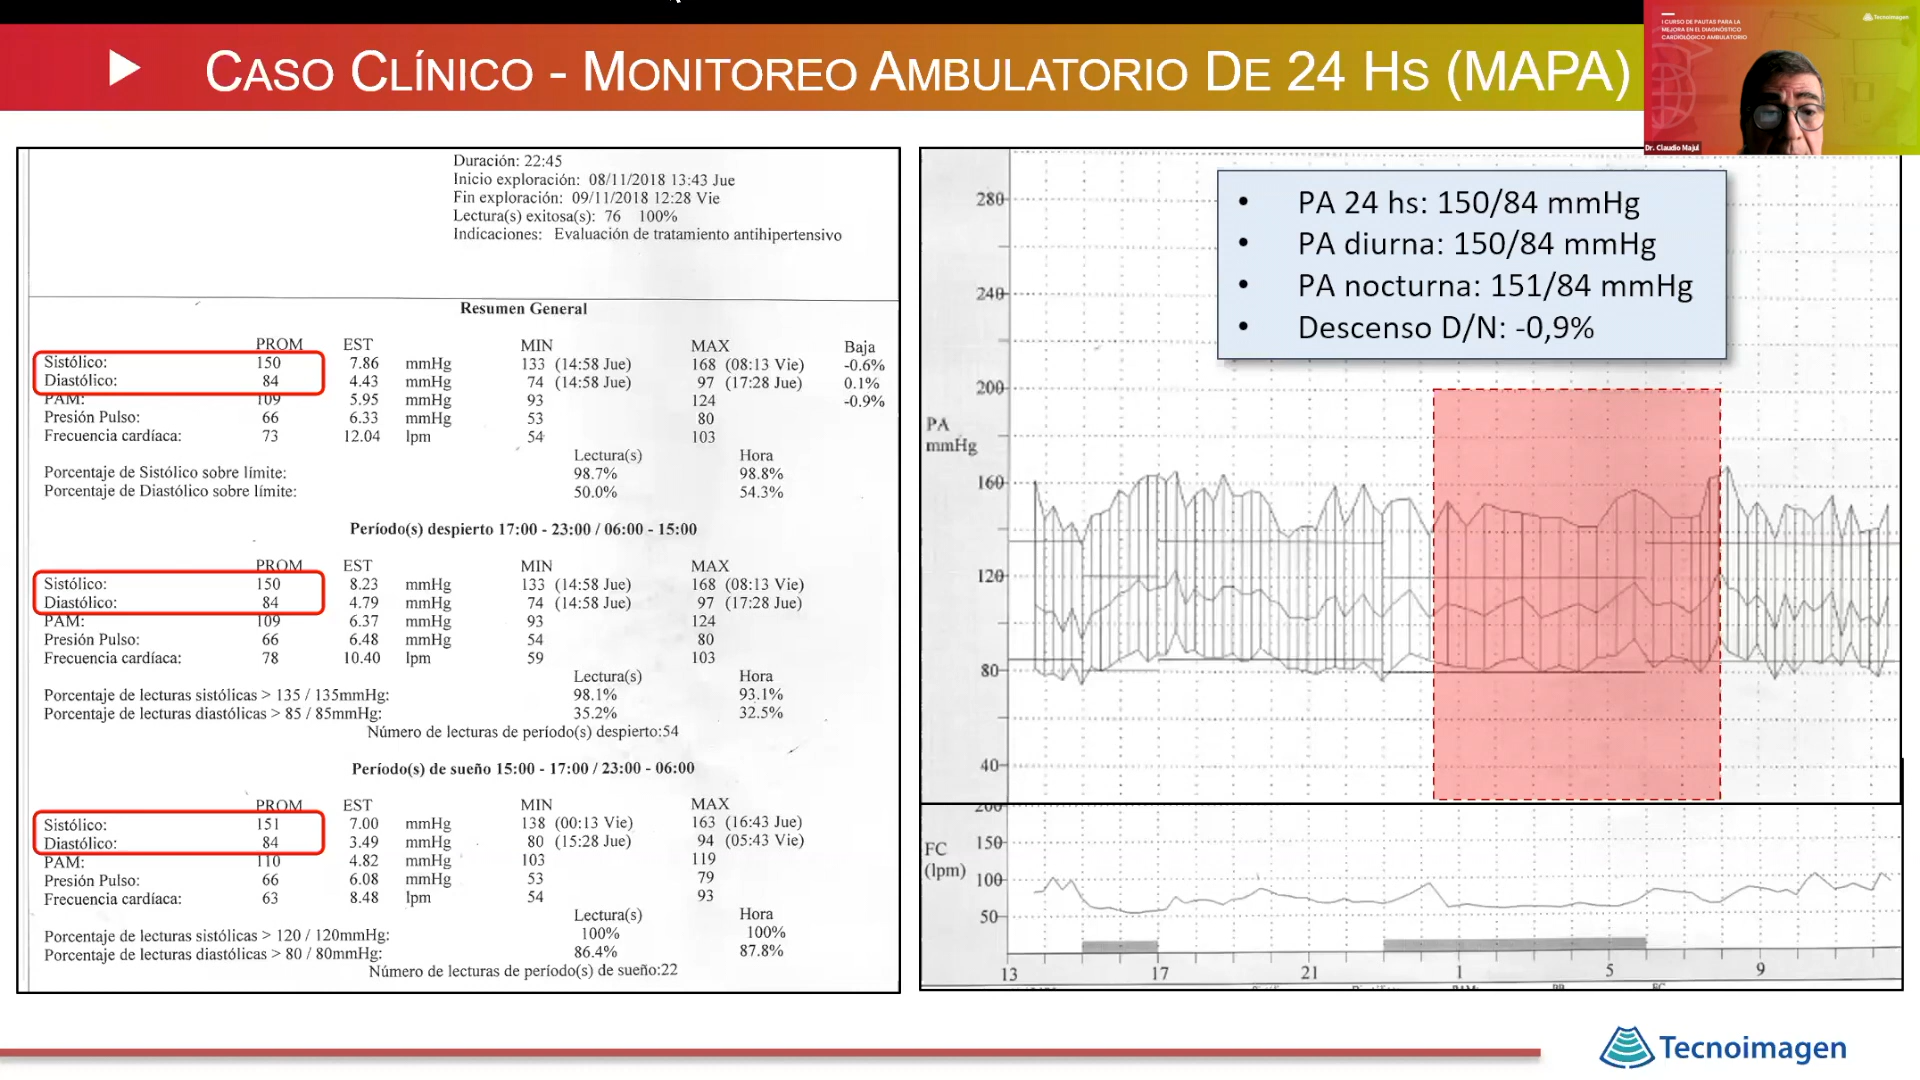 CASO CLÍNICO - MONITOREO AMBULATORIO DE 24 HS (MAPA)
I CURSO DE PAUTAS PARA LA
MEJORA EN EL DIAGNÓSTICO
CARDIOLÓGICO AMBULATORIO
Tecnoimagen
Dr. Claudio Majul
Duración: 22:45
Inicio exploración: 08/11/2018 13:43 Jue
Fin exploración: 09/11/2018 12:28 Vie
Lectura(s) exitosa(s): 76 100%
Indicaciones: Evaluación de tratamiento antihipertensivo
Resumen General
PROM EST MIN MAX Baja
Sistólico: 150 7.86 mmHg 133 (14:58 Jue) 168 (08:13 Vie) -0.6%
Diastólico: 84 4.43 mmHg 74 (14:58 Jue) 97 (17:28 Jue) 0.1%
PAM: 109 5.95 mmHg 93 124 -0.9%
Presión Pulso: 66 6.33 mmHg 53 80
Frecuencia cardíaca: 73 12.04 lpm 54 103
Lectura(s) Hora
Porcentaje de Sistólico sobre límite: 98.7% 98.8%
Porcentaje de Diastólico sobre límite: 50.0% 54.3%
Período(s) despierto 17:00 - 23:00 / 06:00 - 15:00
PROM EST MIN MAX
Sistólico: 150 8.23 mmHg 133 (14:58 Jue) 168 (08:13 Vie)
Diastólico: 84 4.79 mmHg 74 (14:58 Jue) 97 (17:28 Jue)
PAM: 109 6.37 mmHg 93 124
Presión Pulso: 66 6.48 mmHg 54 80
Frecuencia cardíaca: 78 10.40 lpm 59 103
Lectura(s) Hora
Porcentaje de lecturas sistólicas > 135 / 135mmHg: 98.1% 93.1%
Porcentaje de lecturas diastólicas > 85 / 85mmHg: 35.2% 32.5%
Número de lecturas de período(s) despierto:54
Período(s) de sueño 15:00 - 17:00 / 23:00 - 06:00
PROM EST MIN MAX
Sistólico: 151 7.00 mmHg 138 (00:13 Vie) 163 (16:43 Jue)
Diastólico: 84 3.49 mmHg 80 (15:28 Jue) 94 (05:43 Vie)
PAM: 110 4.82 mmHg 103 119
Presión Pulso: 66 6.08 mmHg 53 79
Frecuencia cardíaca: 63 8.48 lpm 54 93
Lectura(s) Hora
Porcentaje de lecturas sistólicas > 120 / 120mmHg: 100% 100%
Porcentaje de lecturas diastólicas > 80 / 80mmHg: 86.4% 87.8%
Número de lecturas de período(s) de sueño:22
• PA 24 hs: 150/84 mmHg
• PA diurna: 150/84 mmHg
• PA nocturna: 151/84 mmHg
• Descenso D/N: -0,9%
280
240
200
PA
mmHg
160
120
80
40
200
150
FC
(lpm)
100
50
13 17 21 1 5 9
Tecnoimagen